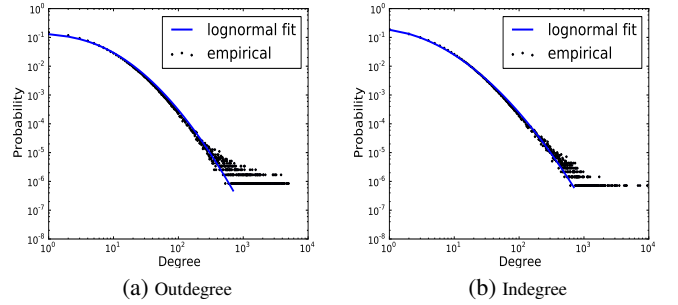 10^0
10^-1
10^-2
10^-3
10^-4
10^-5
10^-6
10^-7
10^-8
Probability
lognormal fit
empirical
10^0 10^1 10^2 10^3 10^4
Degree
(a) Outdegree
10^0
10^-1
10^-2
10^-3
10^-4
10^-5
10^-6
10^-7
10^-8
Probability
lognormal fit
empirical
10^0 10^1 10^2 10^3 10^4
Degree
(b) Indegree